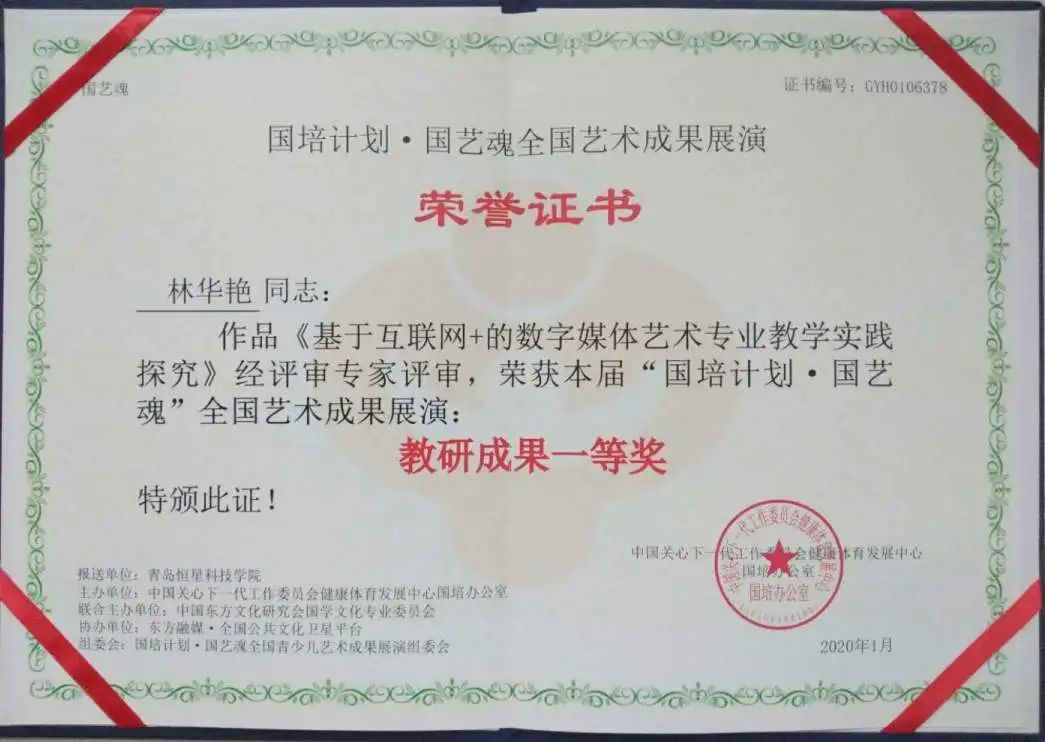 国艺魂
证书编号：GYH0106378
国培计划·国艺魂全国艺术成果展演
荣誉证书
林华艳 同志：
作品《基于互联网+的数字媒体艺术专业教学实践
探究》经评审专家评审，荣获本届“国培计划·国艺
魂”全国艺术成果展演：
教研成果一等奖
特颁此证！
中国关心下一代工作委员会健康体育发展中心
国培办公室
国培办公室
报送单位：青岛恒星科技学院
主办单位：中国关心下一代工作委员会健康体育发展中心国培办公室
联合主办单位：中国东方文化研究会国学文化专业委员会
协办单位：东方融媒·全国公共文化卫星平台
组委会：国培计划·国艺魂全国青少儿艺术成果展演组委会
2020年1月